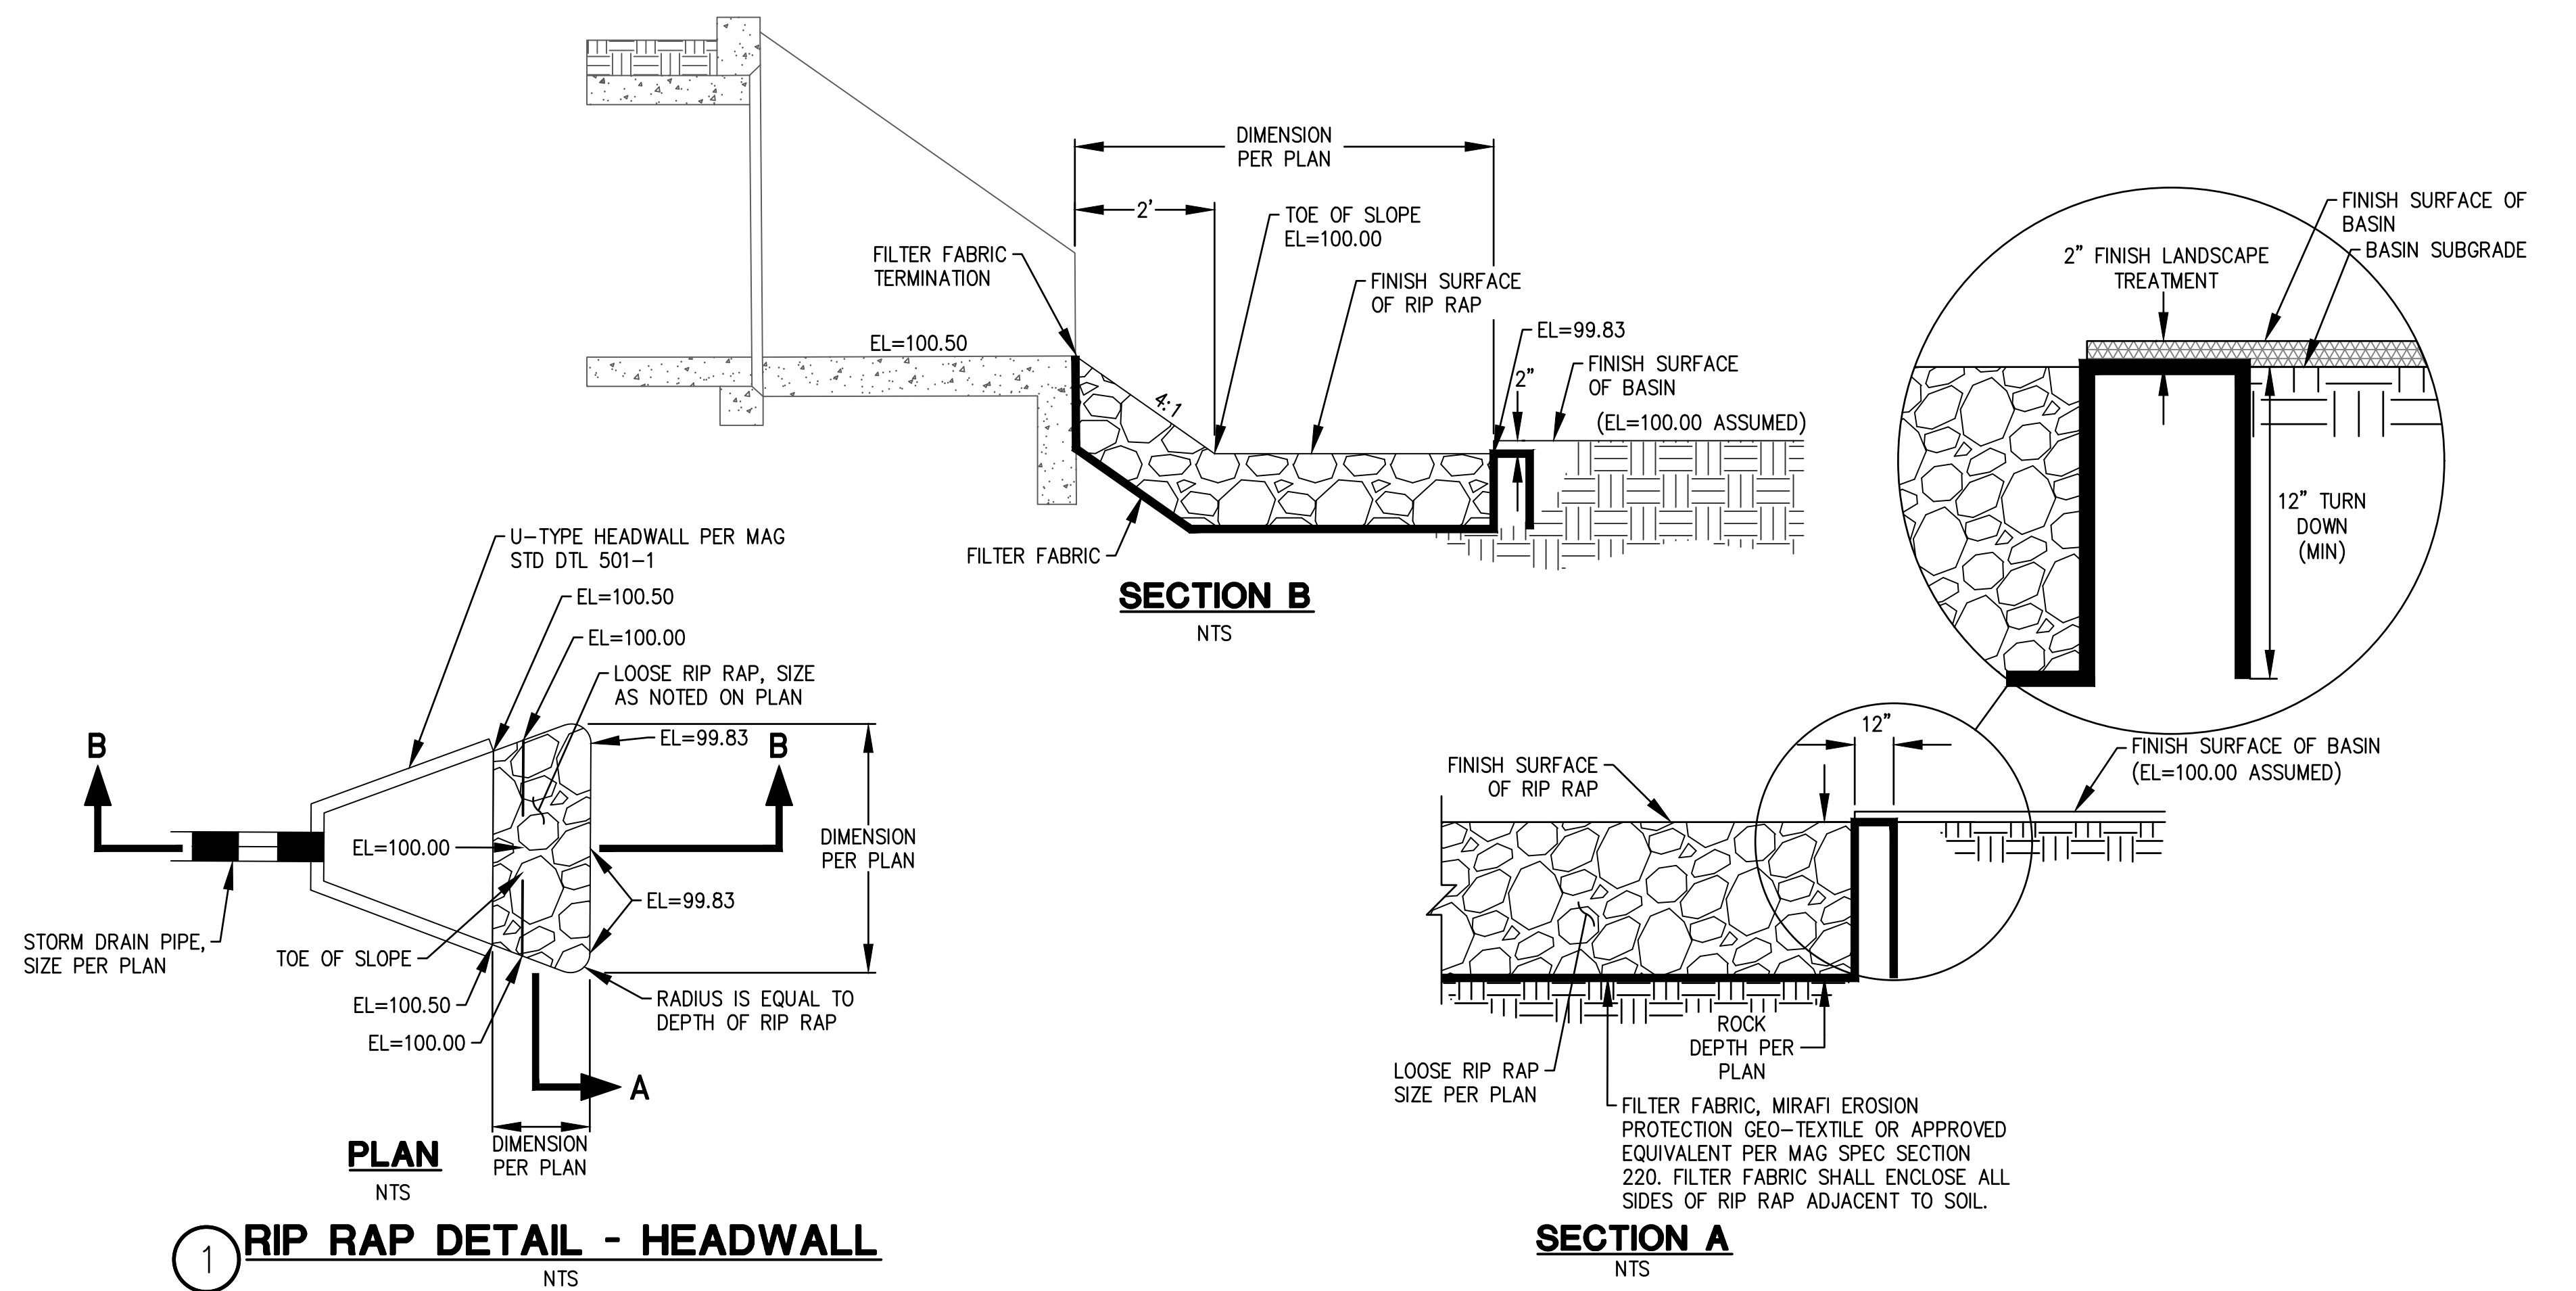 DIMENSION
PER PLAN
2'
TOE OF SLOPE
EL=100.00
FILTER FABRIC
TERMINATION
FINISH SURFACE
OF RIP RAP
EL=100.50
EL=99.83
2"
FINISH SURFACE
OF BASIN
(EL=100.00 ASSUMED)
4:1
FILTER FABRIC
SECTION B
NTS
FINISH SURFACE OF
BASIN
BASIN SUBGRADE
2" FINISH LANDSCAPE
TREATMENT
12" TURN
DOWN
(MIN)
U-TYPE HEADWALL PER MAG
STD DTL 501-1
EL=100.50
EL=100.00
LOOSE RIP RAP, SIZE
AS NOTED ON PLAN
B
EL=99.83
B
DIMENSION
PER PLAN
EL=100.00
EL=99.83
STORM DRAIN PIPE,
SIZE PER PLAN
TOE OF SLOPE
EL=100.50
EL=100.00
RADIUS IS EQUAL TO
DEPTH OF RIP RAP
A
DIMENSION
PER PLAN
PLAN
NTS
1
RIP RAP DETAIL - HEADWALL
NTS
12"
FINISH SURFACE
OF RIP RAP
FINISH SURFACE OF BASIN
(EL=100.00 ASSUMED)
ROCK
DEPTH PER
PLAN
LOOSE RIP RAP
SIZE PER PLAN
FILTER FABRIC, MIRAFI EROSION
PROTECTION GEO-TEXTILE OR APPROVED
EQUIVALENT PER MAG SPEC SECTION
220. FILTER FABRIC SHALL ENCLOSE ALL
SIDES OF RIP RAP ADJACENT TO SOIL.
SECTION A
NTS